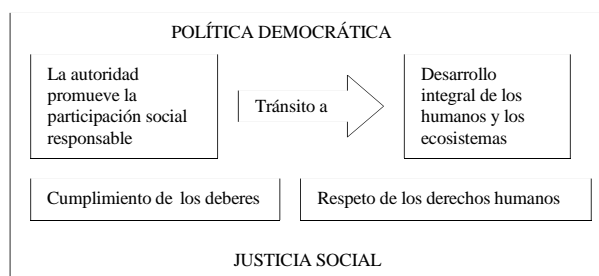 POLÍTICA DEMOCRÁTICA
La autoridad
promueve la
participación social
responsable
Tránsito a
Desarrollo
integral de los
humanos y los
ecosistemas
Cumplimiento de los deberes
Respeto de los derechos humanos
JUSTICIA SOCIAL